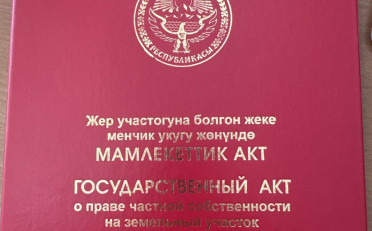 РЕСПУБЛИКАСЫ
Жер участогуна болгон жеке
менчик укугу жөнүндө
МАМЛЕКЕТТИК АКТ
ГОСУДАРСТВЕННЫЙ АКТ
о праве частной собственности
на земельный участок